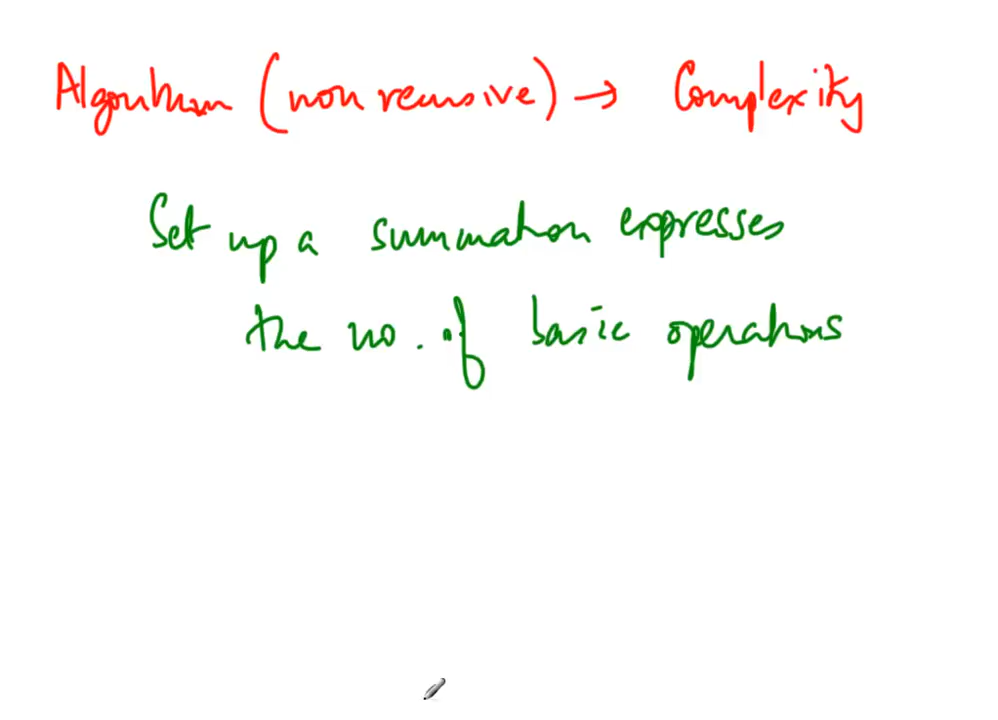 Algorithm (non recursive) → Complexity
Set up a summation expresses
the no. of basic operations